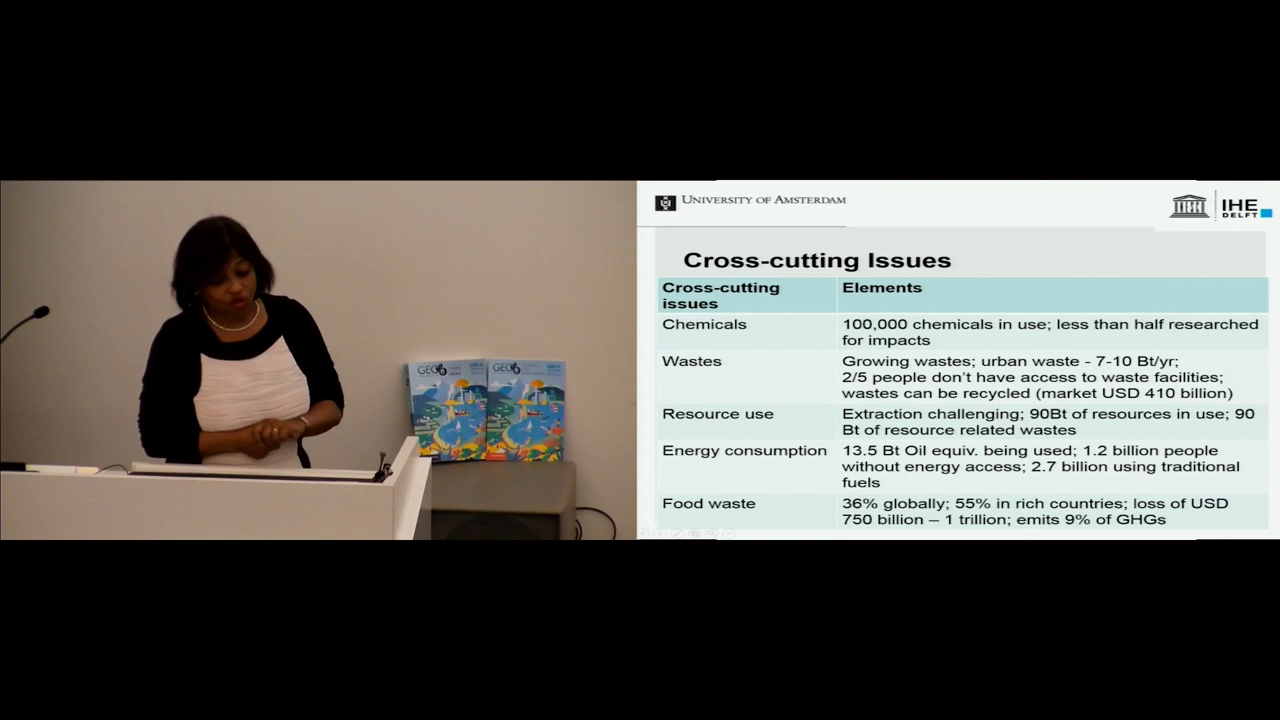 UNIVERSITY OF AMSTERDAM
IHE
DELFT
Cross-cutting Issues
Cross-cutting issues
Elements
Chemicals
100,000 chemicals in use; less than half researched
for impacts
Wastes
Growing wastes; urban waste - 7-10 Bt/yr;
2/5 people don't have access to waste facilities;
wastes can be recycled (market USD 410 billion)
Resource use
Extraction challenging; 90Bt of resources in use; 90
Bt of resource related wastes
Energy consumption
13.5 Bt Oil equiv. being used; 1.2 billion people
without energy access; 2.7 billion using traditional
fuels
Food waste
36% globally; 55% in rich countries; loss of USD
750 billion – 1 trillion; emits 9% of GHGs
GEO
GEO